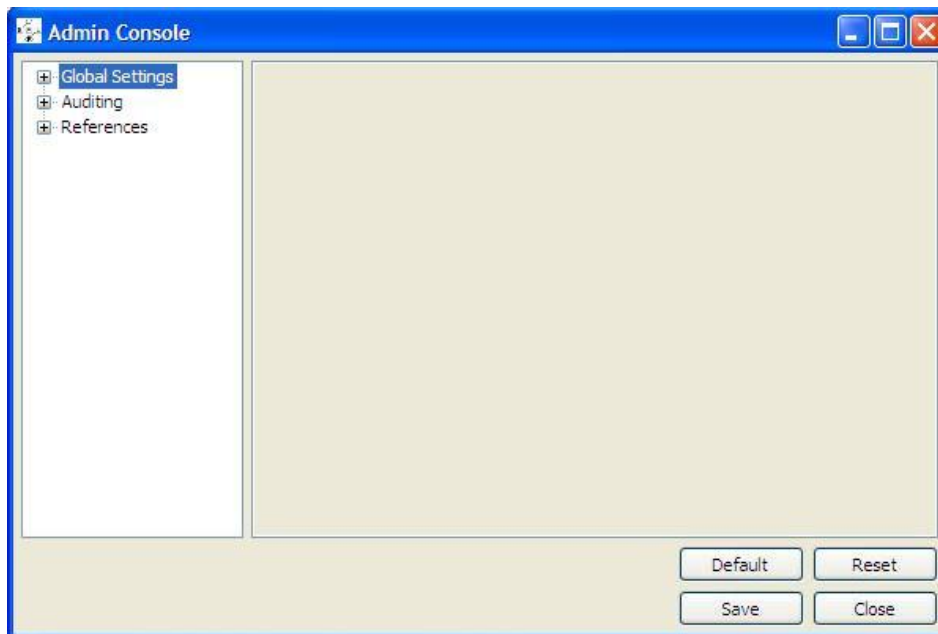 Admin Console
Global Settings
Auditing
References
Default
Reset
Save
Close